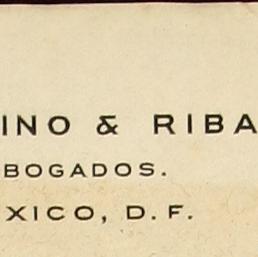 INO & RIBA
BOGADOS.
XICO, D. F.